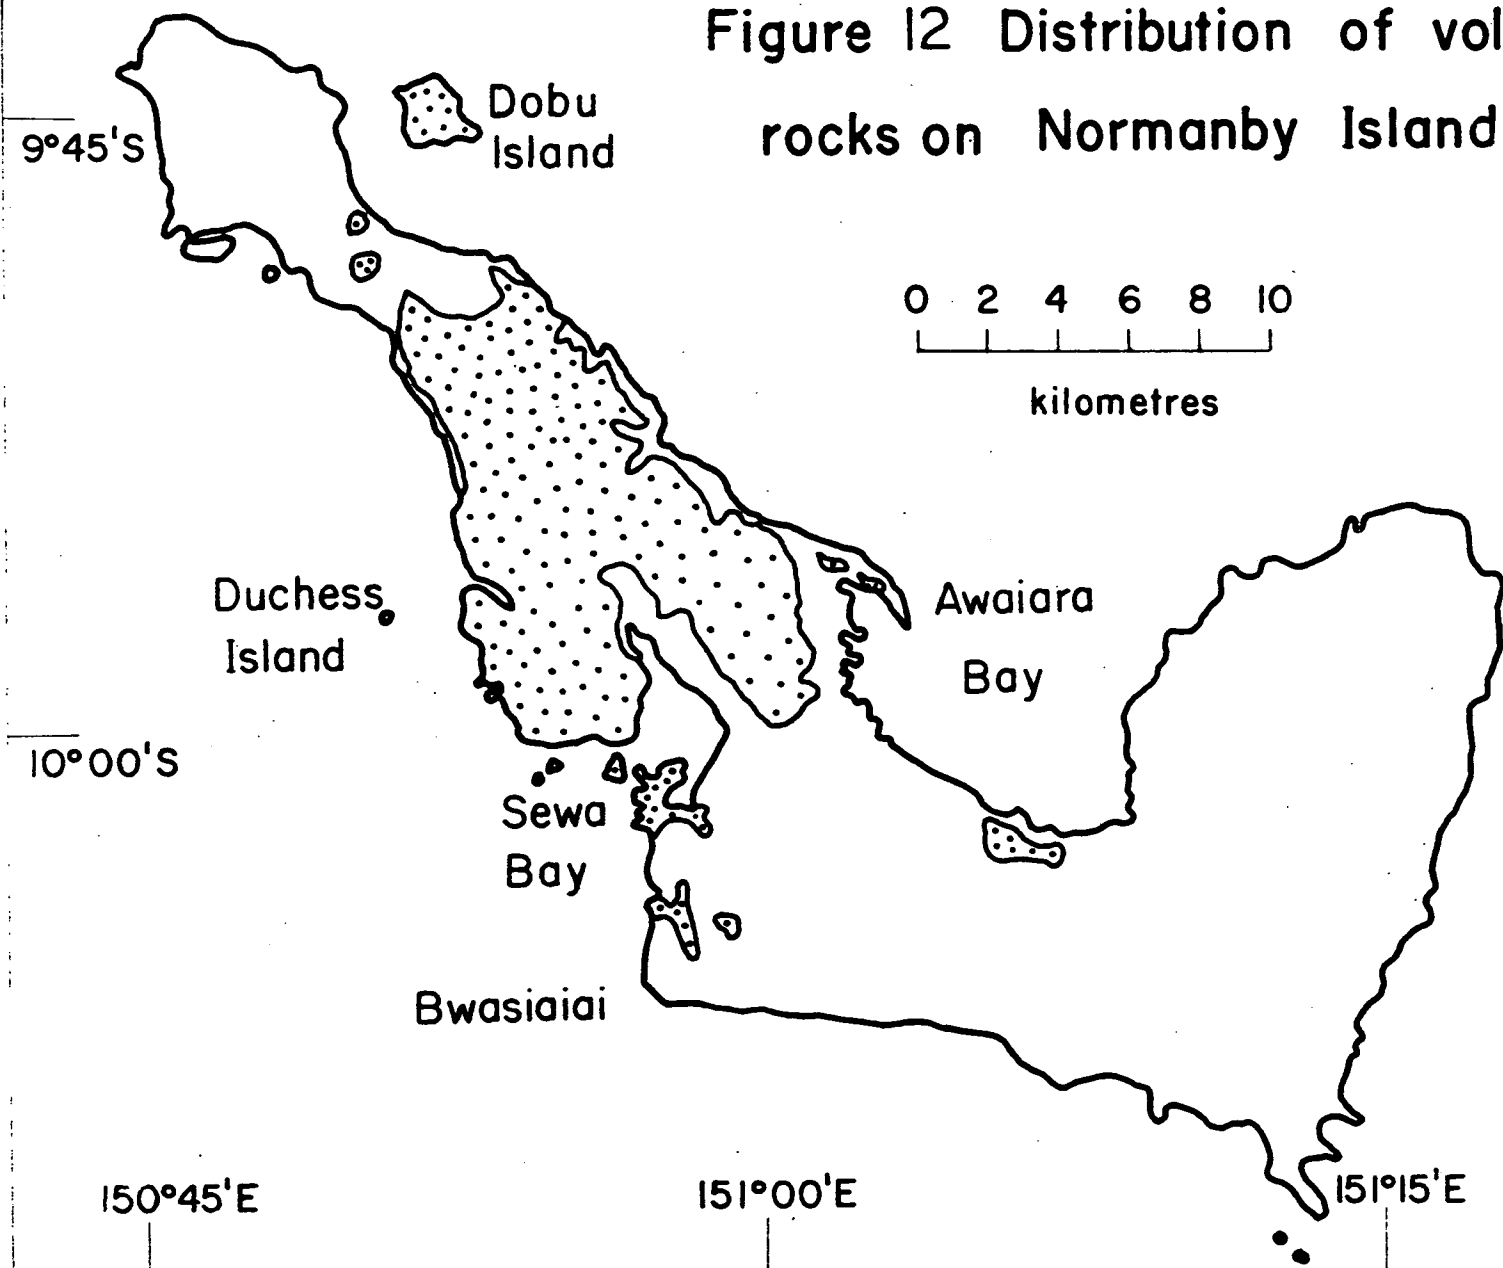 Figure 12 Distribution of vol
rocks on Normanby Island
Dobu
Island
9°45'S
0 2 4 6 8 10
kilometres
Duchess
Island
Awaiara
Bay
10°00'S
Sewa
Bay
Bwasiaiai
150°45'E
151°00'E
151°15'E